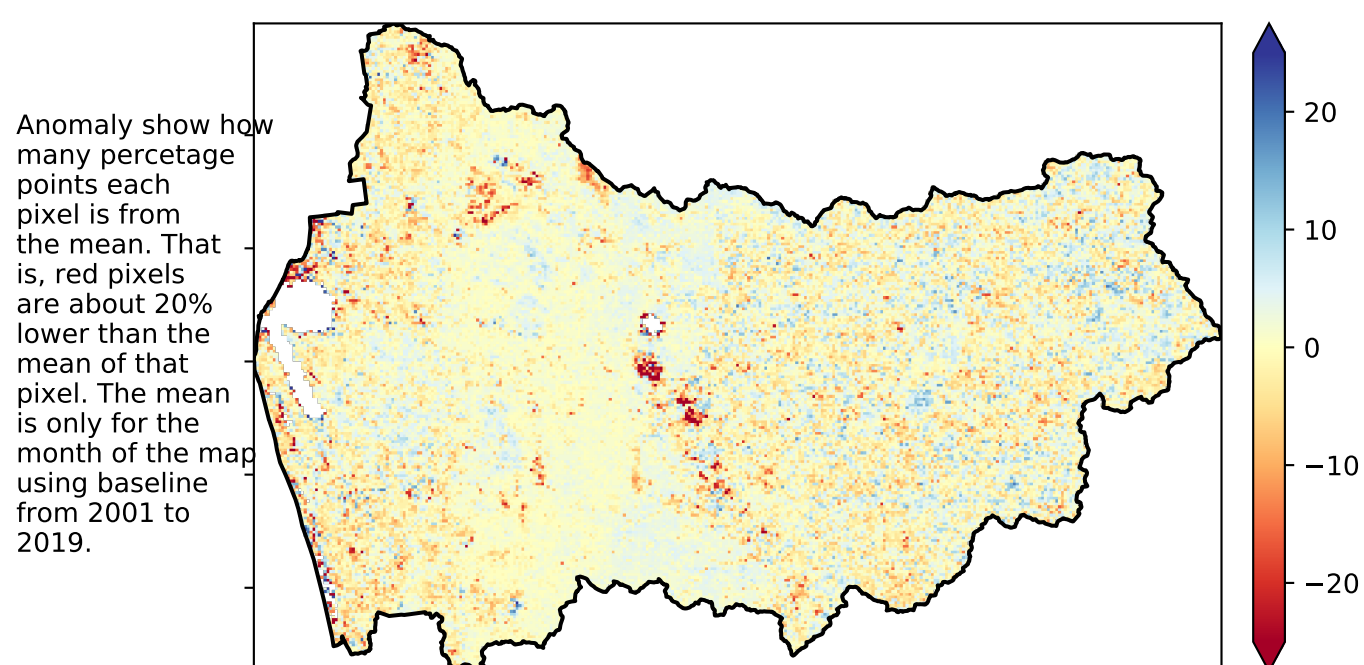 Anomaly show how
many percetage
points each
pixel is from
the mean. That
is, red pixels
are about 20%
lower than the
mean of that
pixel. The mean
is only for the
month of the map
using baseline
from 2001 to
2019.
20
10
0
−10
−20